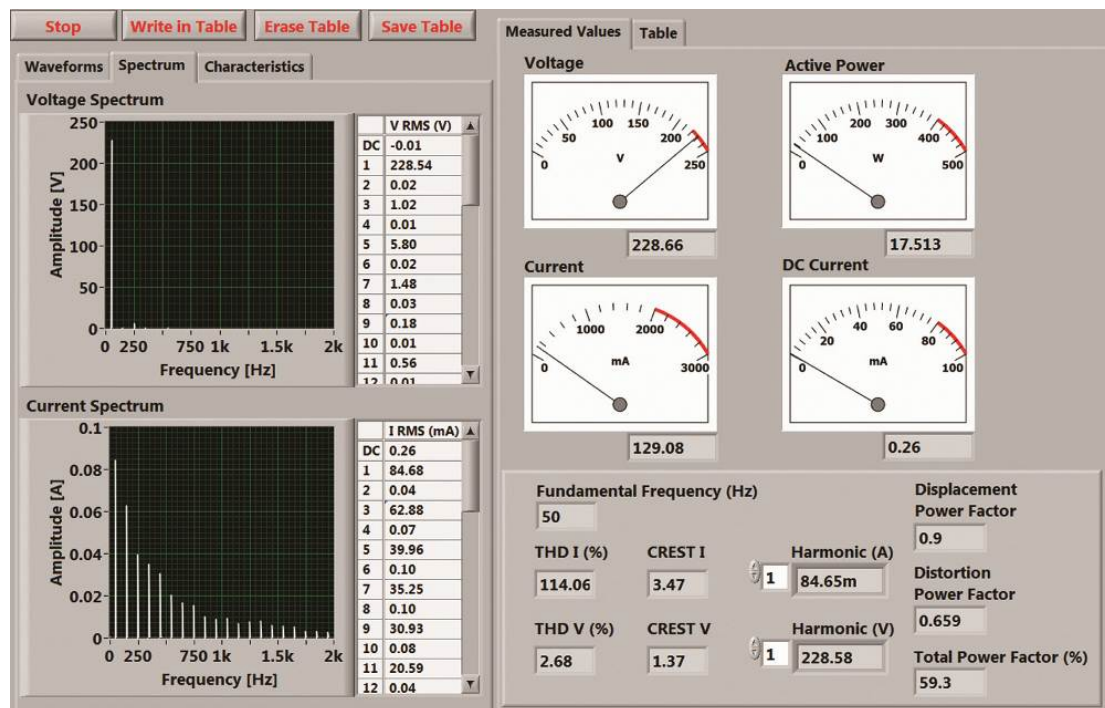 Stop Write in Table Erase Table Save Table
Waveforms Spectrum Characteristics
Voltage Spectrum
Amplitude [V]
250
200
150
100
50
0
0 250 750 1k 1.5k 2k
Frequency [Hz]
V RMS (V)
DC -0.01
1 228.54
2 0.02
3 1.02
4 0.01
5 5.80
6 0.02
7 1.48
8 0.03
9 0.18
10 0.01
11 0.56
12 0.01
Current Spectrum
Amplitude [A]
0.1
0.08
0.06
0.04
0.02
0
0 250 750 1k 1.5k 2k
Frequency [Hz]
I RMS (mA)
DC 0.26
1 84.68
2 0.04
3 62.88
4 0.07
5 39.96
6 0.10
7 35.25
8 0.10
9 30.93
10 0.08
11 20.59
12 0.04
Measured Values Table
Voltage
0 50 100 150 200 250
V
228.66
Active Power
0 100 200 300 400 500
W
17.513
Current
0 1000 2000 3000
mA
129.08
DC Current
0 20 40 60 80 100
mA
0.26
Fundamental Frequency (Hz)
50
THD I (%) CREST I Harmonic (A)
114.06 3.47 1 84.65m
THD V (%) CREST V Harmonic (V)
2.68 1.37 1 228.58
Displacement
Power Factor
0.9
Distortion
Power Factor
0.659
Total Power Factor (%)
59.3